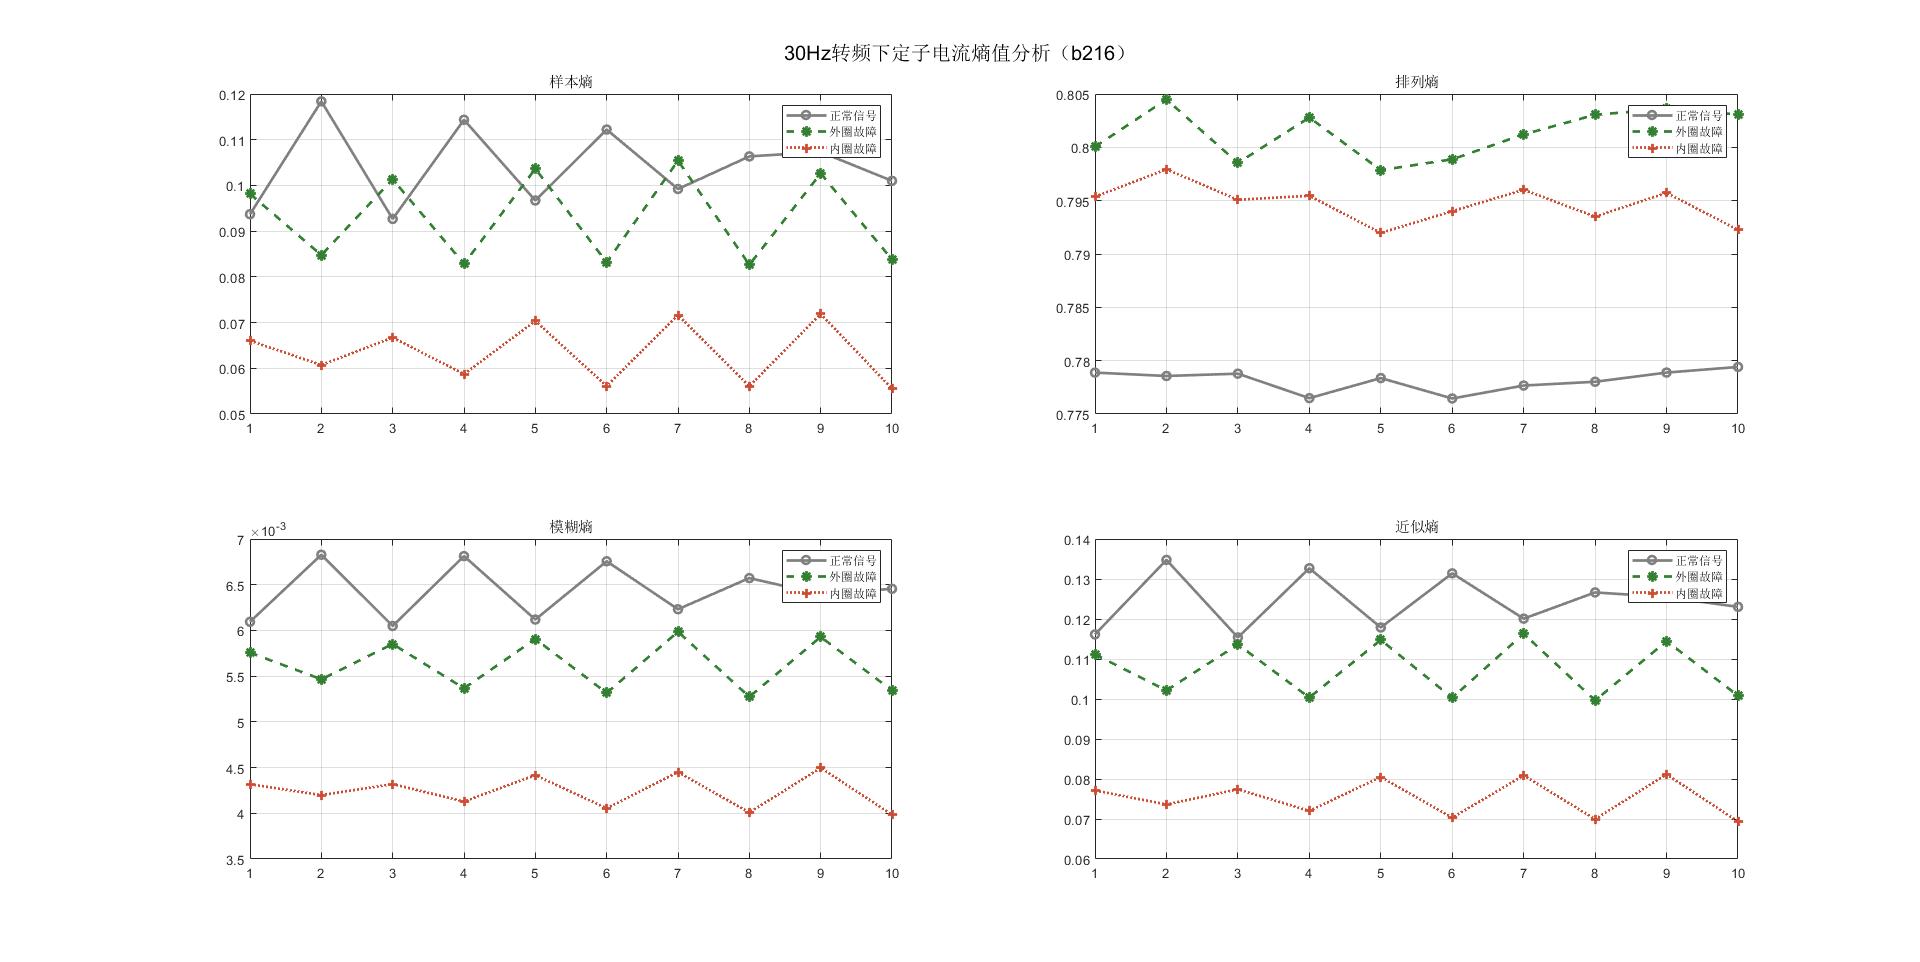 30Hz转频下定子电流熵值分析（b216）
样本熵
0.12
0.11
0.1
0.09
0.08
0.07
0.06
0.05
1 2 3 4 5 6 7 8 9 10
正常信号
外圈故障
内圈故障
排列熵
0.805
0.8
0.795
0.79
0.785
0.78
0.775
1 2 3 4 5 6 7 8 9 10
正常信号
外圈故障
内圈故障
模糊熵
×10-3
7
6.5
6
5.5
5
4.5
4
3.5
1 2 3 4 5 6 7 8 9 10
正常信号
外圈故障
内圈故障
近似熵
0.14
0.13
0.12
0.11
0.1
0.09
0.08
0.07
0.06
1 2 3 4 5 6 7 8 9 10
正常信号
外圈故障
内圈故障